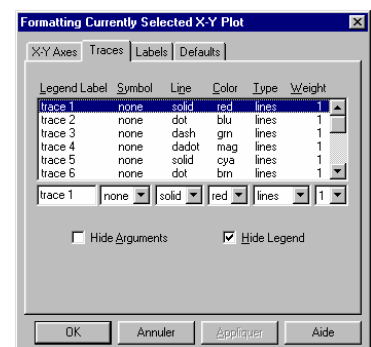 Formatting Currently Selected X-Y Plot
X-Y Axes Traces Labels Defaults
Legend Label Symbol Line Color Type Weight
trace 1 none solid red lines 1
trace 2 none dot blu lines 1
trace 3 none dash grn lines 1
trace 4 none dadot mag lines 1
trace 5 none solid cya lines 1
trace 6 none dot brn lines 1
trace 1 none solid red lines 1
Hide Arguments Hide Legend
OK Annuler Appliquer Aide